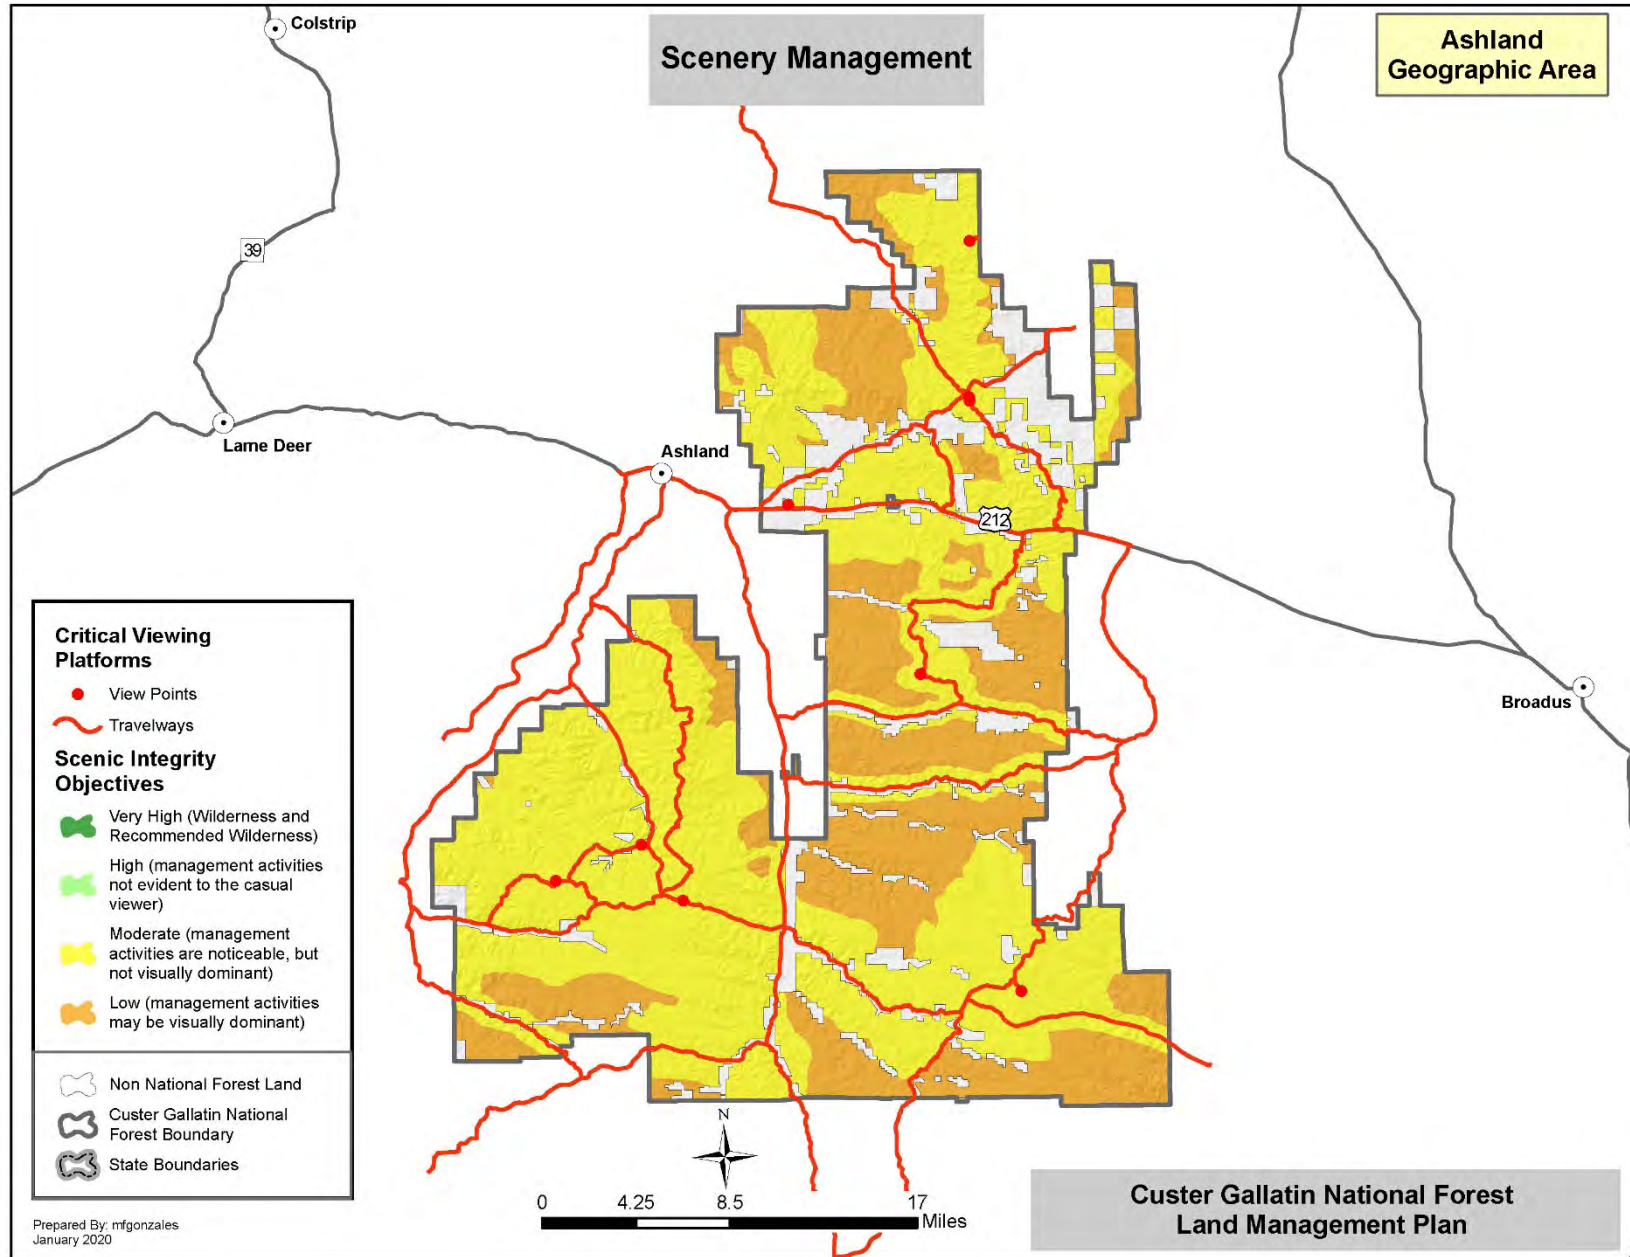 Colstrip
Scenery Management
Ashland
Geographic Area
39
Lame Deer
Ashland
212
Broadus
Critical Viewing
Platforms
View Points
Travelways
Scenic Integrity
Objectives
Very High (Wilderness and
Recommended Wilderness)
High (management activities
not evident to the casual
viewer)
Moderate (management
activities are noticeable, but
not visually dominant)
Low (management activities
may be visually dominant)
Non National Forest Land
Custer Gallatin National
Forest Boundary
State Boundaries
N
0 4.25 8.5 17
Miles
Custer Gallatin National Forest
Land Management Plan
Prepared By: mfgonzales
January 2020